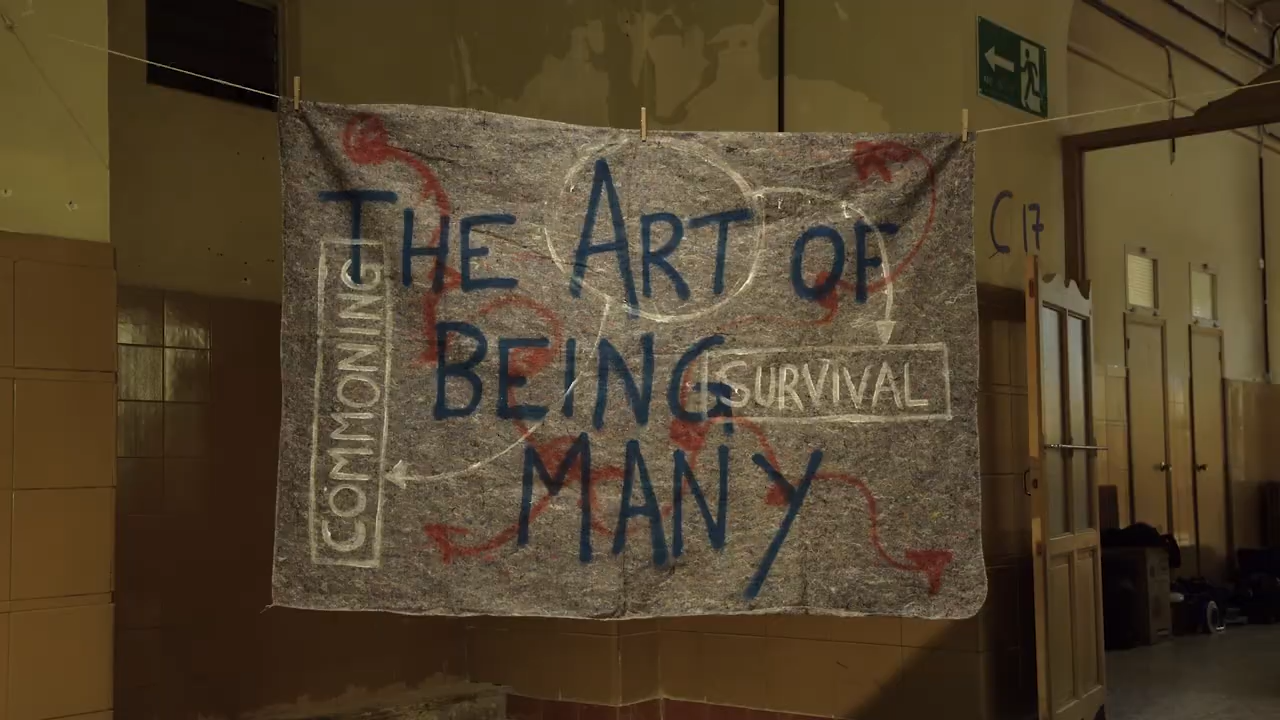 THE ART OF
BEING
MANY
COMMONING
SURVIVAL
C 17